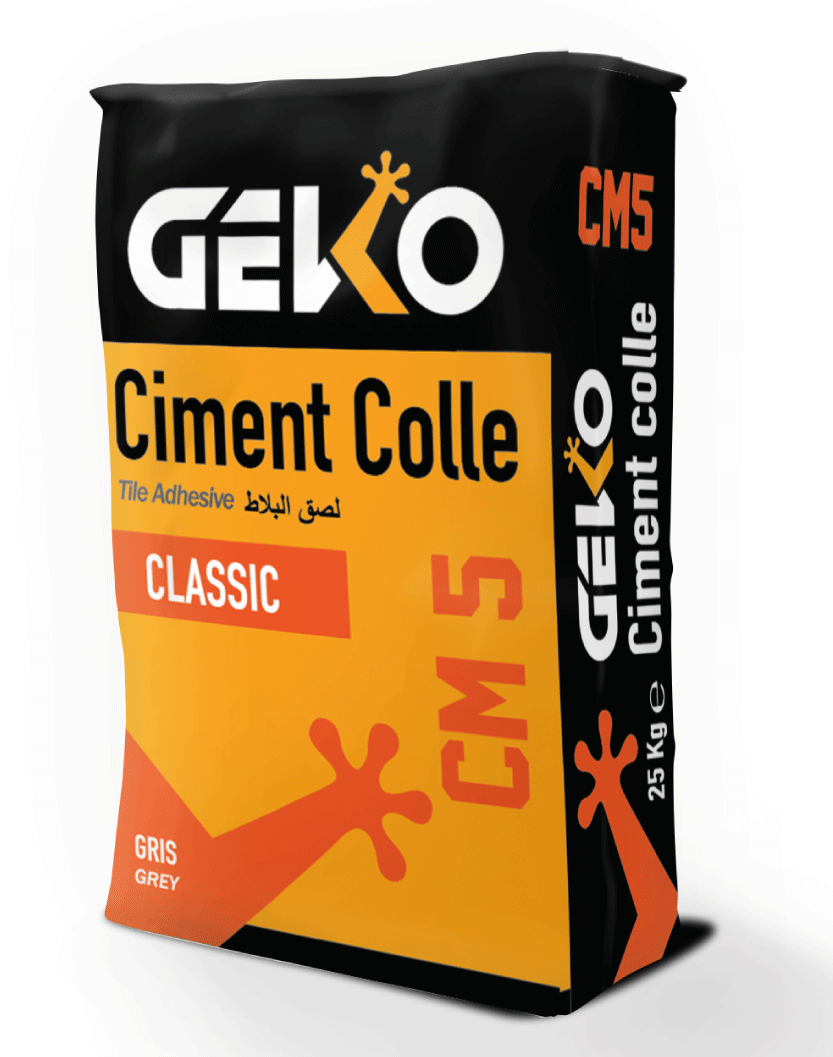 GEKO
Ciment Colle
Tile Adhesive لصق البلاط
CLASSIC
CM 5
GRIS
GREY
CM5
GEKO
Ciment colle
25 Kg e